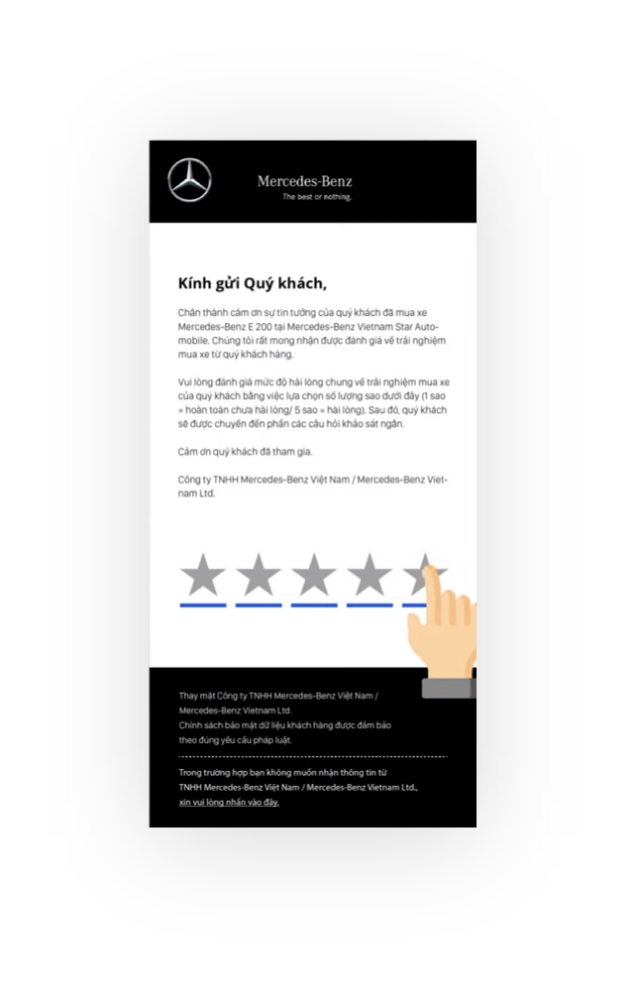 Mercedes-Benz
The best or nothing.
Kính gửi Quý khách,
Chân thành cảm ơn sự tin tưởng của quý khách đã mua xe
Mercedes-Benz E 200 tại Mercedes-Benz Vietnam Star Auto-
mobile. Chúng tôi rất mong nhận được đánh giá về trải nghiệm
mua xe từ quý khách hàng.
Vui lòng đánh giá mức độ hài lòng chung về trải nghiệm mua xe
của quý khách bằng việc lựa chọn số lượng sao dưới đây (1 sao
= hoàn toàn chưa hài lòng/ 5 sao = hài lòng). Sau đó, quý khách
sẽ được chuyển đến phần các câu hỏi khảo sát ngắn.
Cảm ơn quý khách đã tham gia.
Công ty TNHH Mercedes-Benz Việt Nam / Mercedes-Benz Viet-
nam Ltd.
Thay mặt Công ty TNHH Mercedes-Benz Việt Nam /
Mercedes-Benz Vietnam Ltd.
Chính sách bảo mật dữ liệu khách hàng được đảm bảo
theo đúng yêu cầu pháp luật.
Trong trường hợp bạn không muốn nhận thông tin từ
TNHH Mercedes-Benz Việt Nam / Mercedes-Benz Vietnam Ltd.,
xin vui lòng nhấn vào đây.